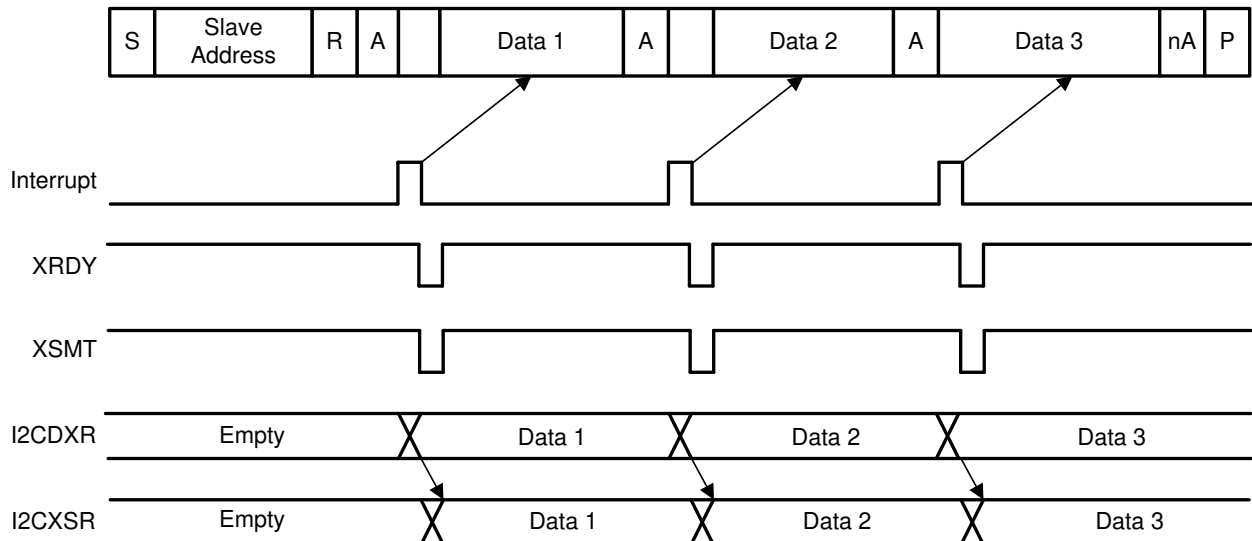 S
Slave
Address
R
A
Data 1
A
Data 2
A
Data 3
nA
P
Interrupt
XRDY
XSMT
I2CDXR
Empty
Data 1
Data 2
Data 3
I2CXSR
Empty
Data 1
Data 2
Data 3